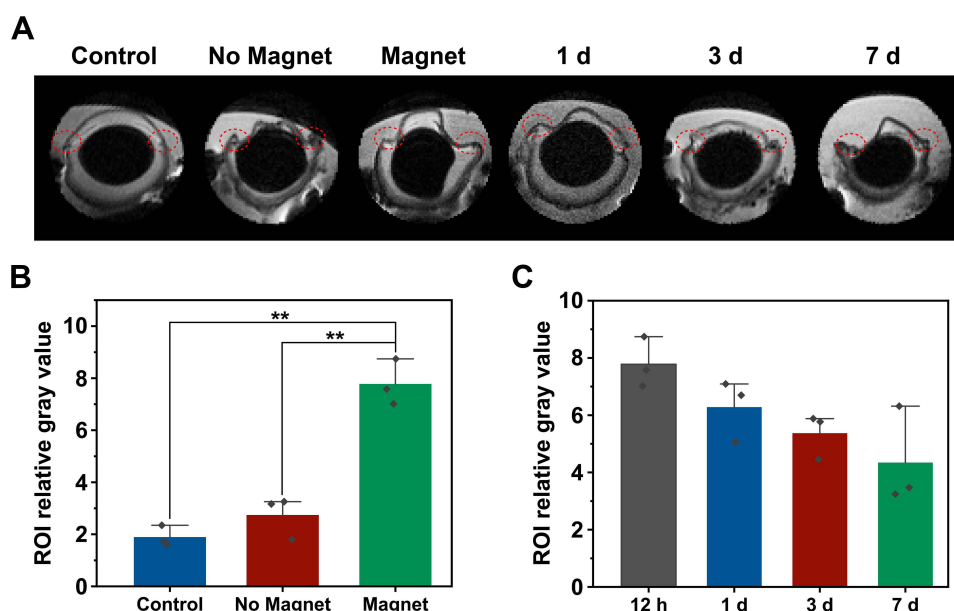 A
Control No Magnet Magnet 1 d 3 d 7 d
B
ROI relative gray value
10
8
6
4
2
0
**
**
Control No Magnet Magnet
C
ROI relative gray value
10
8
6
4
2
0
12 h 1 d 3 d 7 d